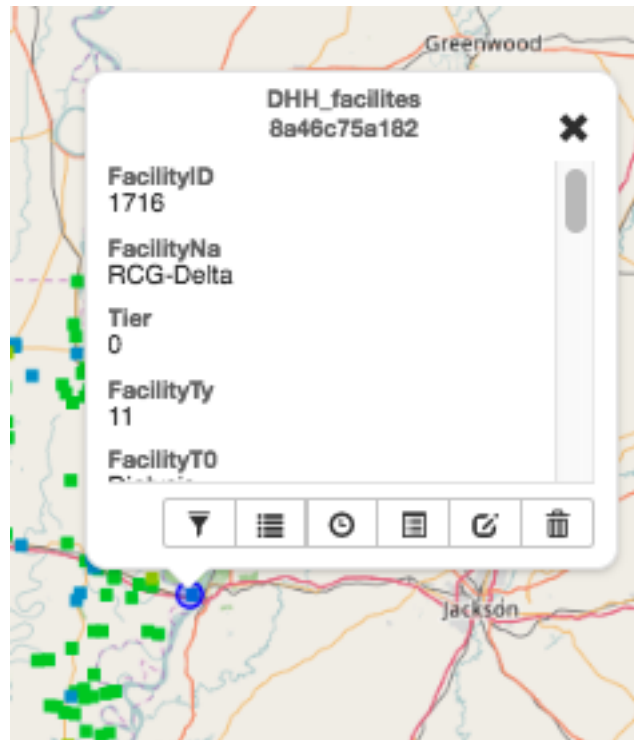 Greenwood
DHH_facilites
8a46c75a182
FacilityID
1716
FacilityNa
RCG-Delta
Tier
0
FacilityTy
11
FacilityT0
Jackson